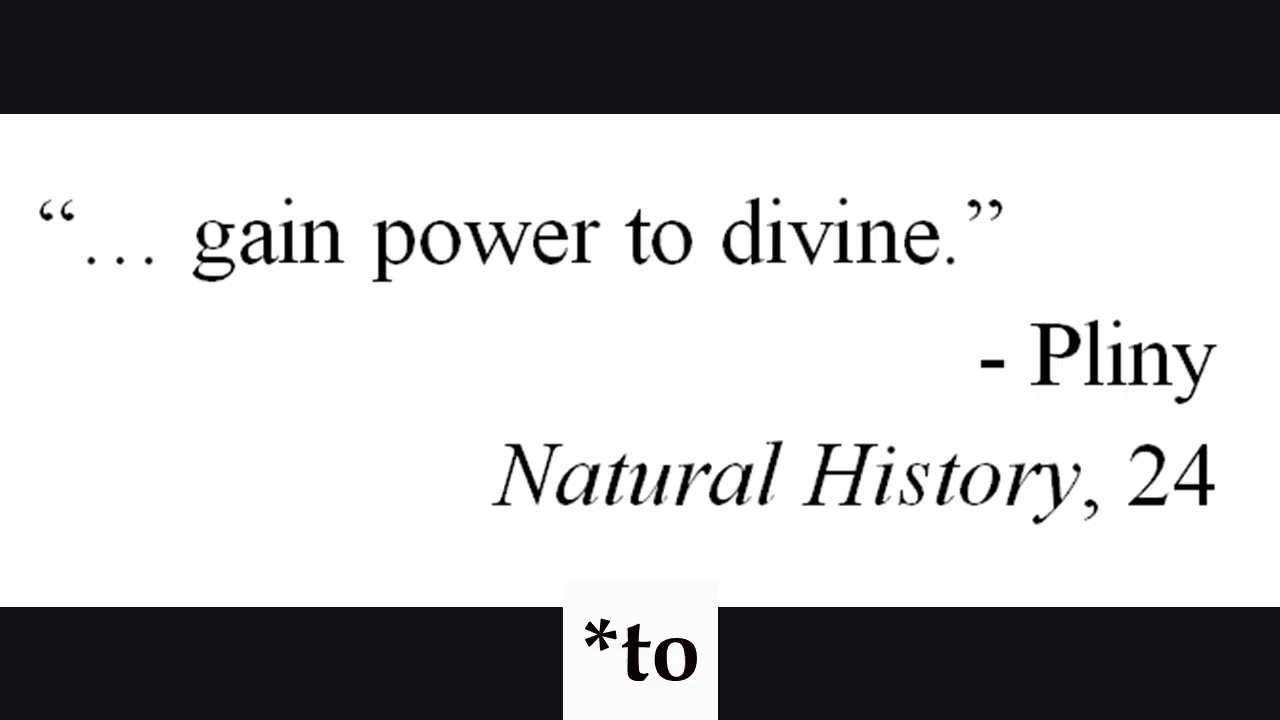 “… gain power to divine.”
- Pliny
Natural History, 24
*to